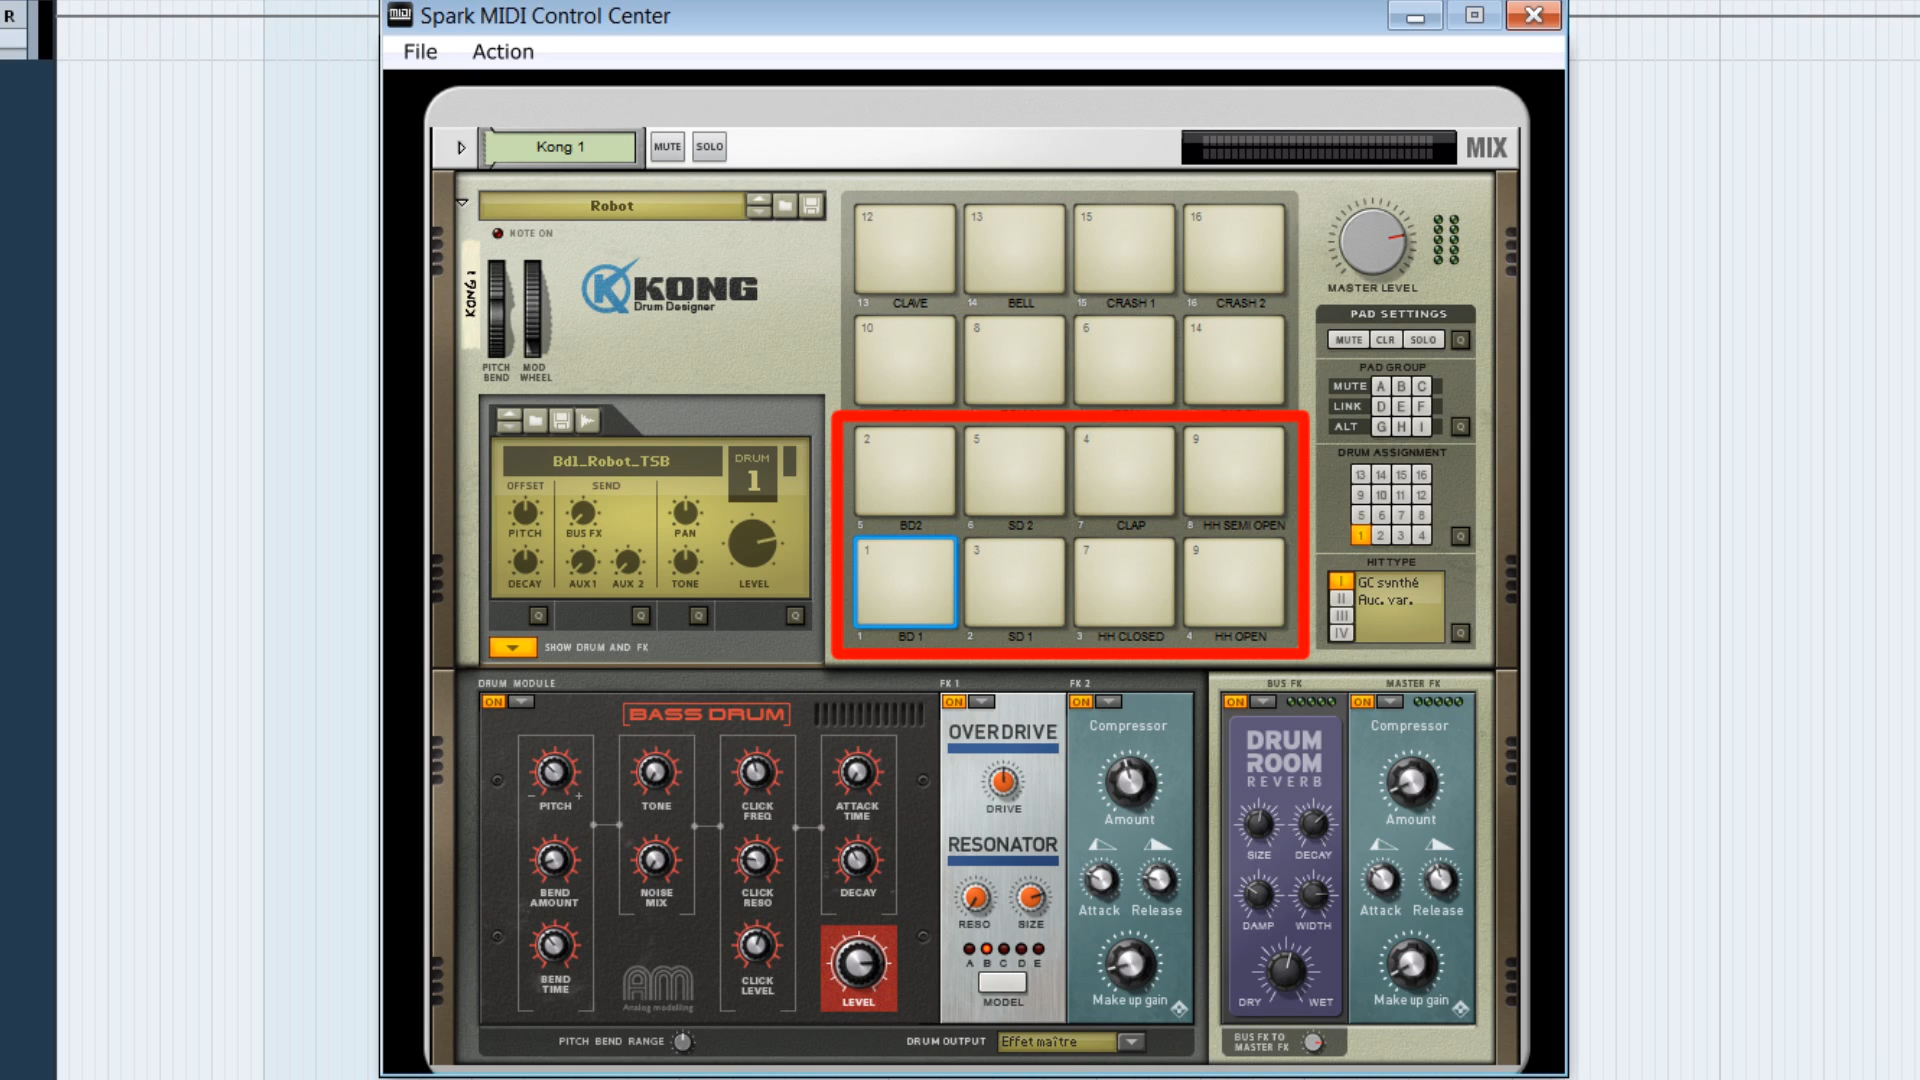 R
Spark MIDI Control Center
File Action
Kong 1 MUTE SOLO MIX
Robot
NOTE ON
KONG 1
KONG
Drum Designer
PITCH BEND MOD WHEEL
12 13 15 16
13 CLAVE 14 BELL 15 CRASH 1 16 CRASH 2
10 8 6 14
2 5 4 9
5 BD2 6 SD 2 7 CLAP 8 HH SEMI OPEN
1 3 7 9
1 BD 1 2 SD 1 3 HH CLOSED 4 HH OPEN
MASTER LEVEL
PAD SETTINGS
MUTE CLR SOLO Q
PAD GROUP
MUTE A B C
LINK D E F
ALT G H I Q
DRUM ASSIGNMENT
13 14 15 16
9 10 11 12
5 6 7 8
1 2 3 4 Q
HIT TYPE
I GC synthé
II Auc. var.
III
IV Q
Bd1_Robot_TSB
DRUM
1
OFFSET SEND
PITCH BUS FX PAN
DECAY AUX 1 AUX 2 TONE LEVEL
Q Q Q Q
SHOW DRUM AND FX
DRUM MODULE
ON
BASS DRUM
PITCH TONE CLICK FREQ ATTACK TIME
BEND AMOUNT NOISE MIX CLICK RESO DECAY
BEND TIME CLICK LEVEL LEVEL
AM
Analog modelling
PITCH BEND RANGE
DRUM OUTPUT Effet maître
FX 1
ON
OVERDRIVE
DRIVE
RESONATOR
RESO SIZE
A B C D E
MODEL
FX 2
ON
Compressor
Amount
Attack Release
Make up gain
BUS FX
ON
DRUM
ROOM
REVERB
SIZE DECAY
DAMP WIDTH
DRY WET
BUS FX TO
MASTER FX
MASTER FX
ON
Compressor
Amount
Attack Release
Make up gain